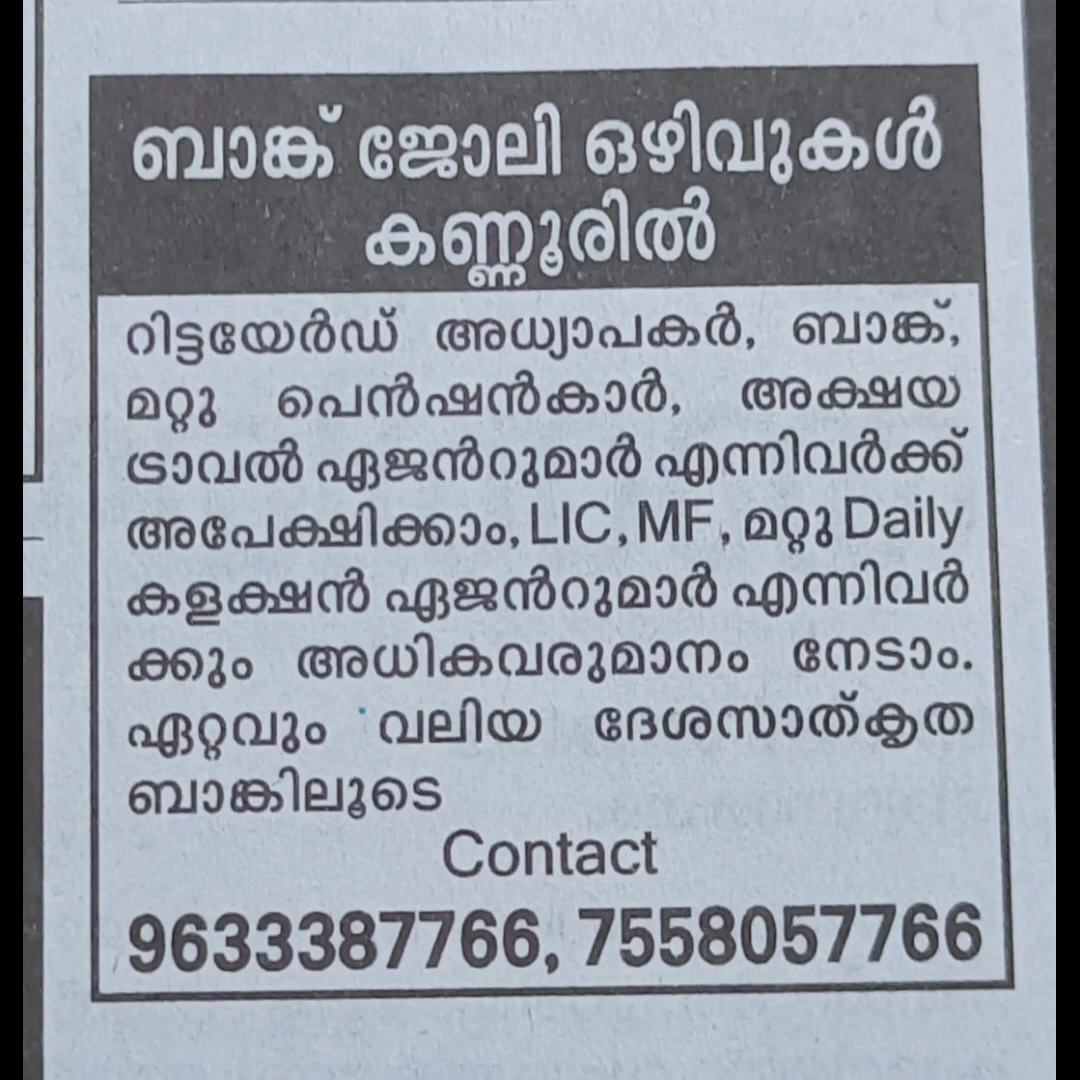 ബാങ്ക് ജോലി ഒഴിവുകൾ
കണ്ണൂരിൽ
റിട്ടയേർഡ് അധ്യാപകർ, ബാങ്ക്,
മറ്റു പെൻഷൻകാർ, അക്ഷയ
ട്രാവൽ ഏജൻറുമാർ എന്നിവർക്ക്
അപേക്ഷിക്കാം, LIC, MF, മറ്റു Daily
കളക്ഷൻ ഏജൻറുമാർ എന്നിവർ
ക്കും അധികവരുമാനം നേടാം.
ഏറ്റവും വലിയ ദേശസാത്കൃത
ബാങ്കിലൂടെ
Contact
9633387766, 7558057766